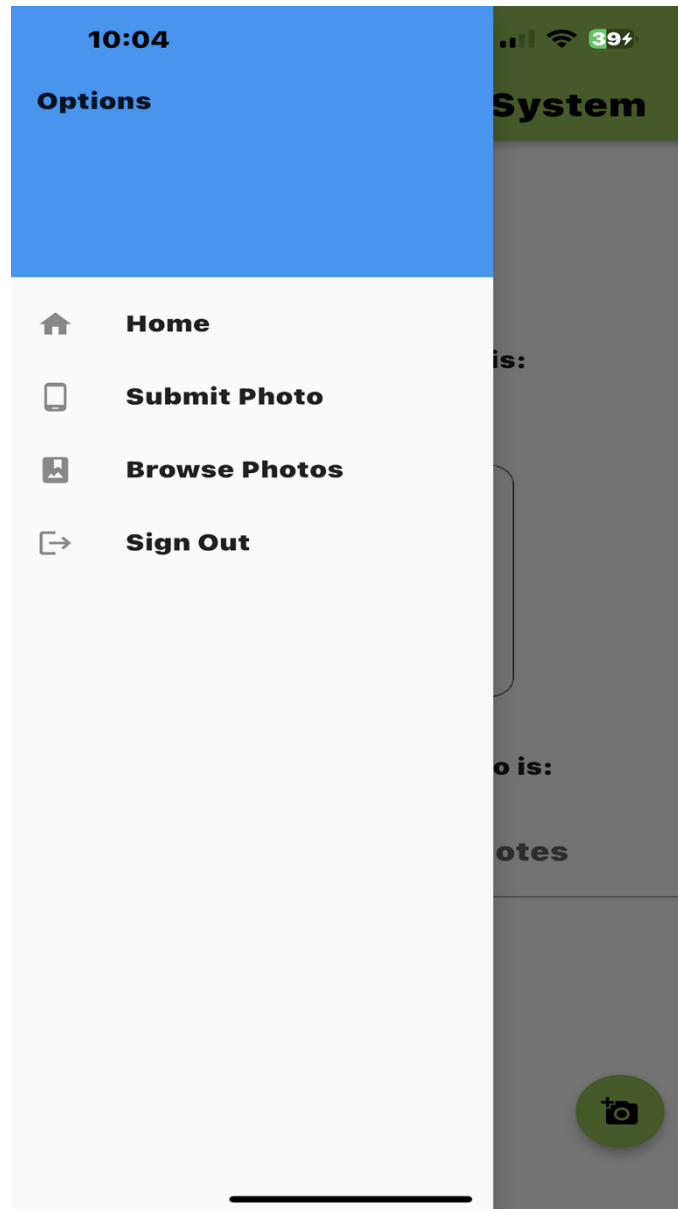 10:04
39
Options
System
Home
is:
Submit Photo
Browse Photos
Sign Out
o is:
otes